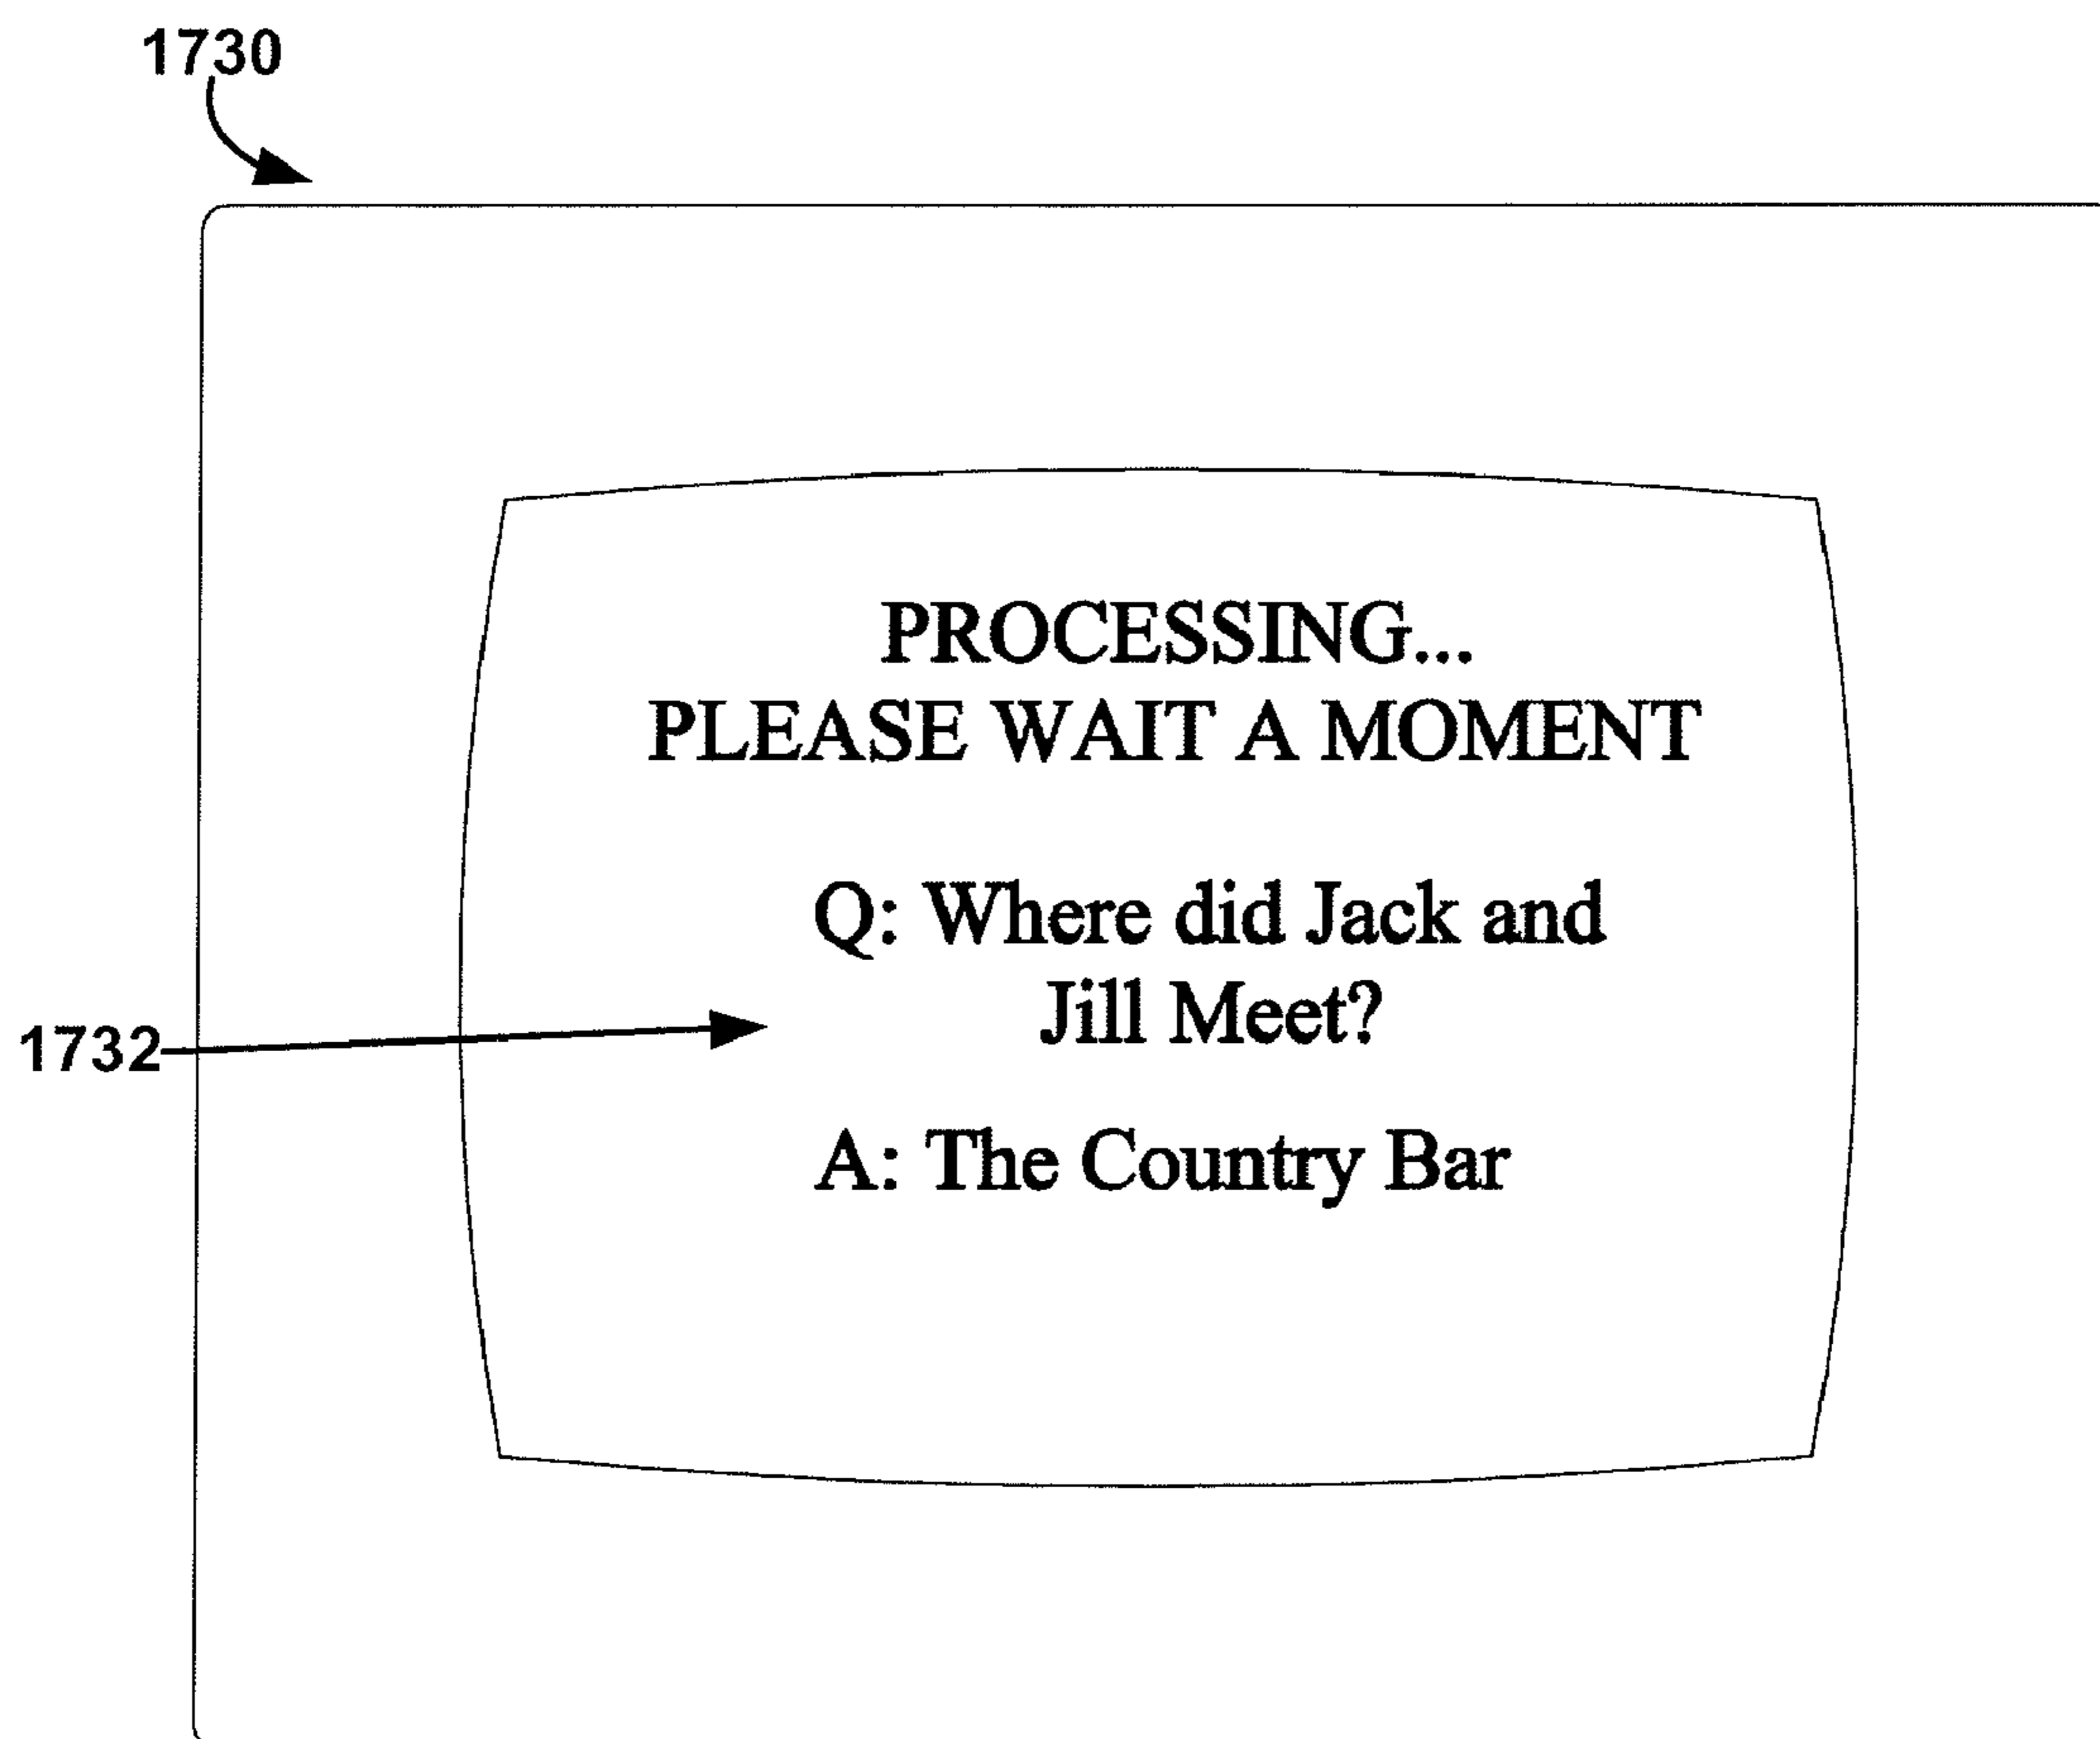 1730
PROCESSING...
PLEASE WAIT A MOMENT
Q: Where did Jack and
Jill Meet?
1732
A: The Country Bar